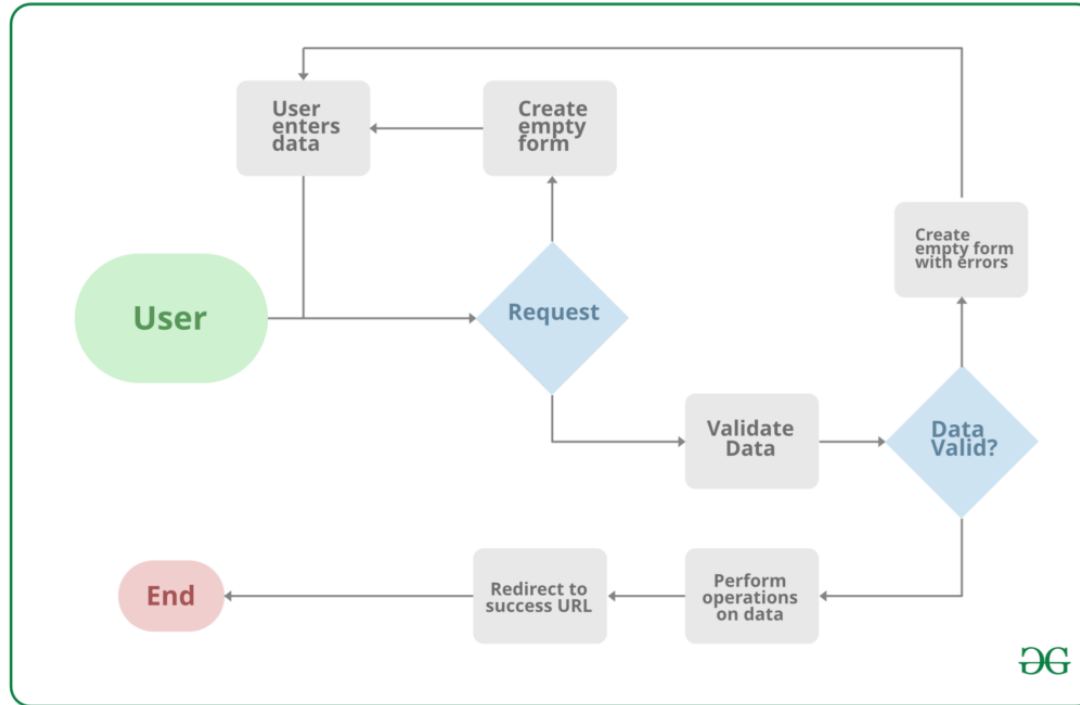 User
enters
data
Create
empty
form
Create
empty form
with errors
User
Request
Validate
Data
Data
Valid?
End
Redirect to
success URL
Perform
operations
on data